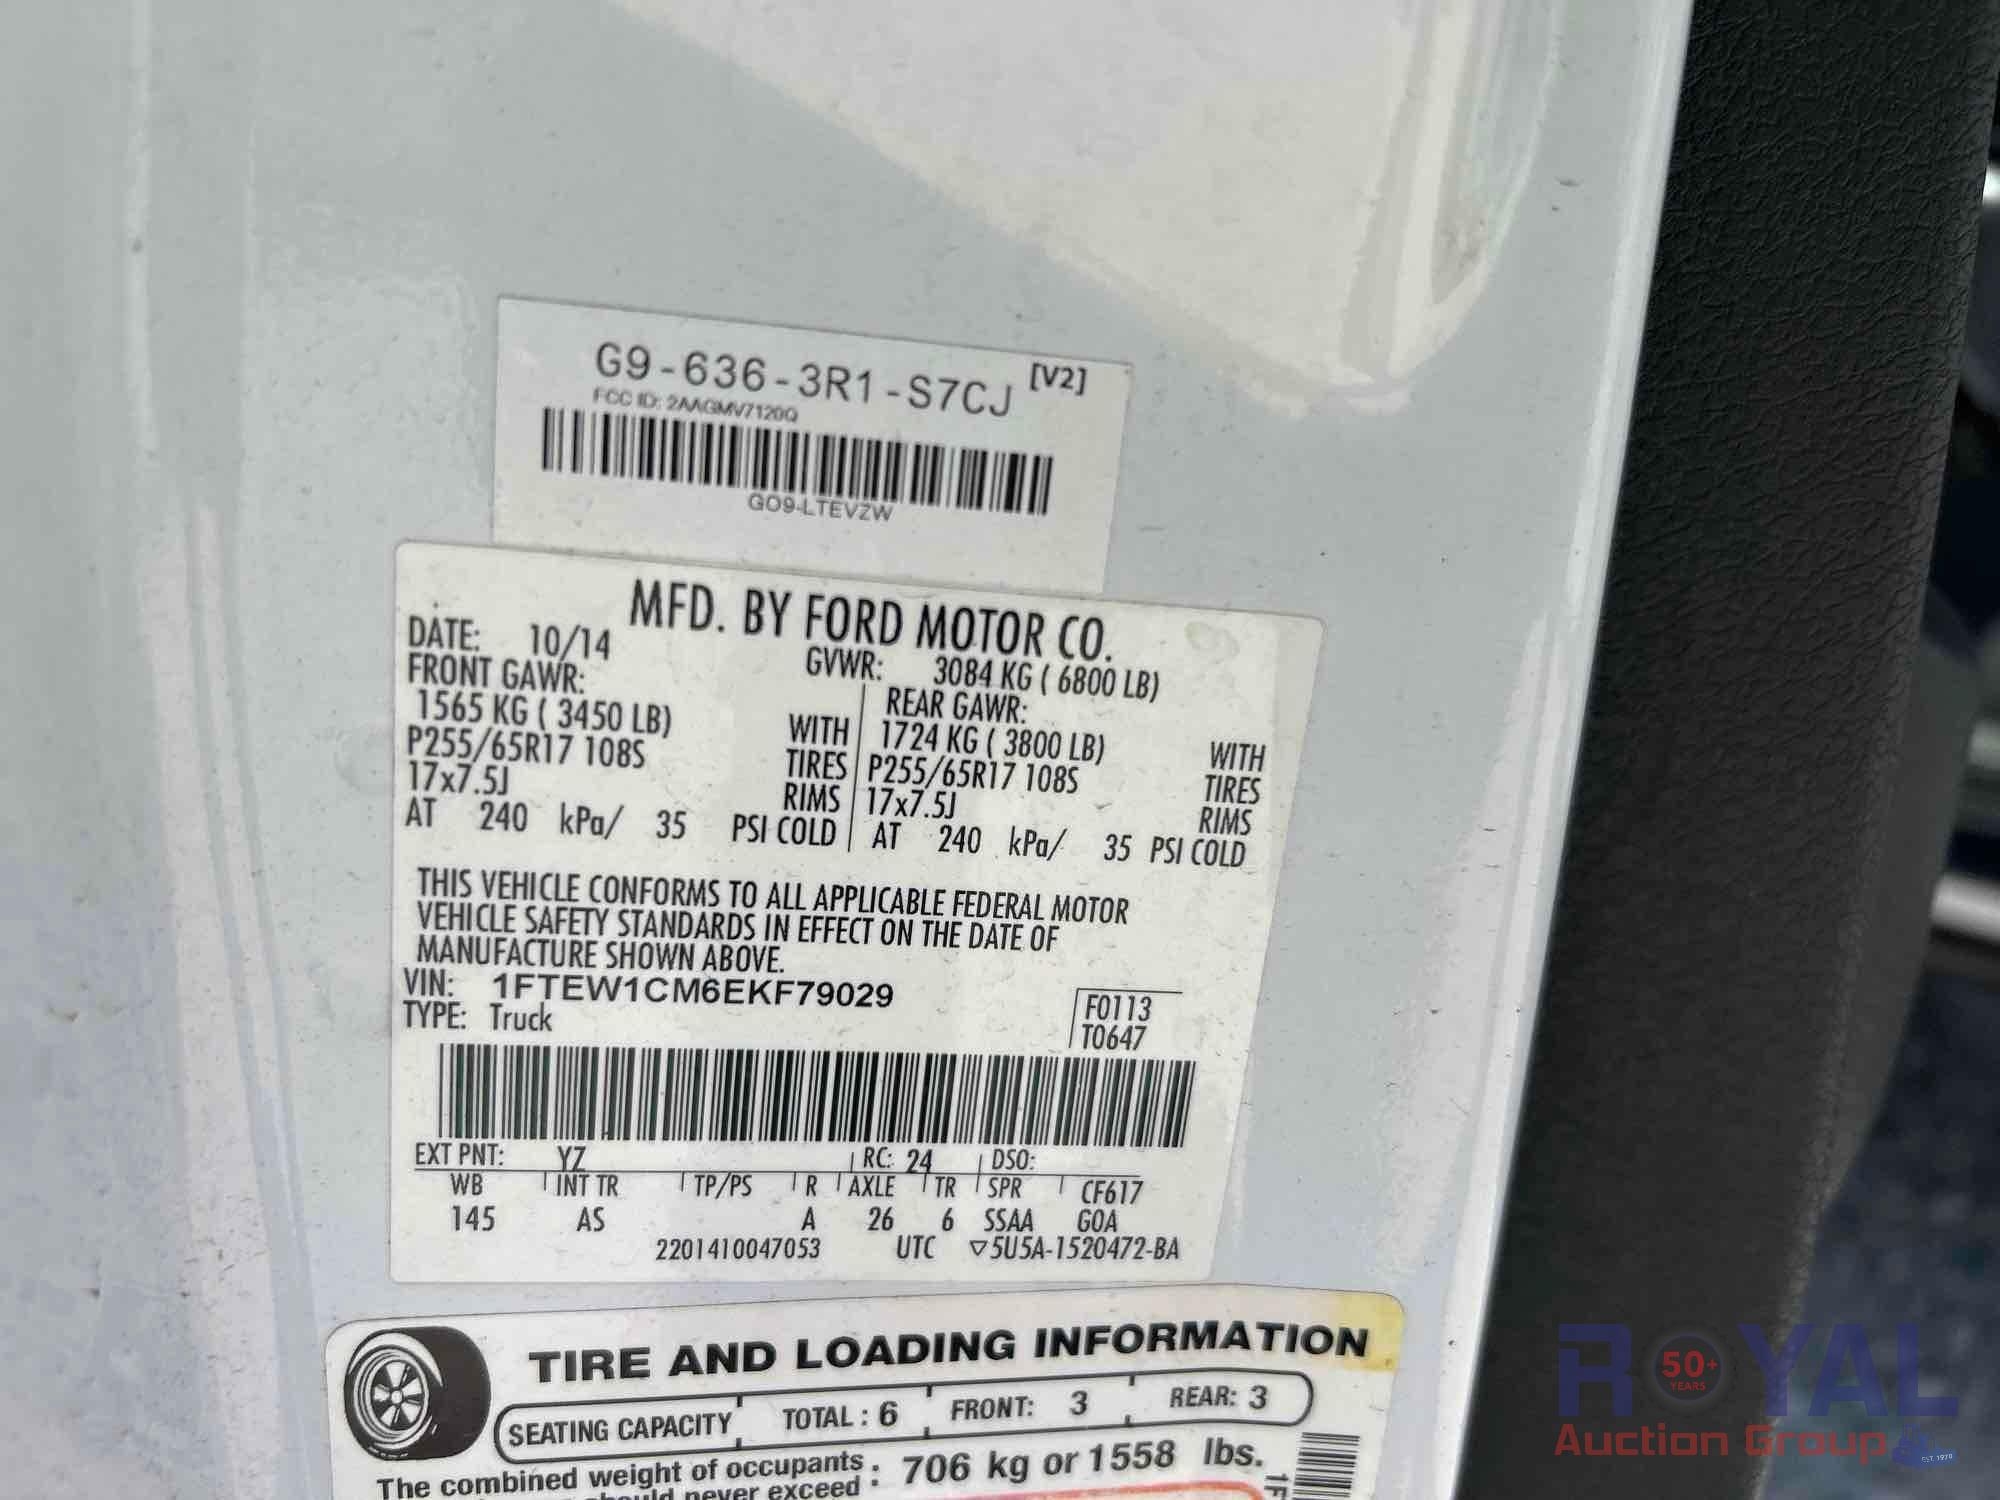 G9-636-3R1-S7CJ [V2]
FCC ID: 2AAGMV7120Q
GO9-LTEVZW
MFD. BY FORD MOTOR CO.
DATE: 10/14 GVWR: 3084 KG ( 6800 LB)
FRONT GAWR: REAR GAWR:
1565 KG ( 3450 LB) WITH 1724 KG ( 3800 LB) WITH
P255/65R17 108S TIRES P255/65R17 108S TIRES
17x7.5J RIMS 17x7.5J RIMS
AT 240 kPa/ 35 PSI COLD AT 240 kPa/ 35 PSI COLD
THIS VEHICLE CONFORMS TO ALL APPLICABLE FEDERAL MOTOR
VEHICLE SAFETY STANDARDS IN EFFECT ON THE DATE OF
MANUFACTURE SHOWN ABOVE.
VIN: 1FTEW1CM6EKF79029 F0113
TYPE: Truck T0647
EXT PNT: YZ RC: 24 DSO:
WB INT TR TP/PS R AXLE TR SPR CF617
145 AS A 26 6 SSAA GOA
2201410047053 UTC ▽5U5A-1520472-BA
TIRE AND LOADING INFORMATION
SEATING CAPACITY TOTAL : 6 FRONT: 3 REAR: 3
The combined weight of occupants : 706 kg or 1558 lbs.
should never exceed :
1F
ROYAL
50+
YEARS
Auction Group
EST. 1970